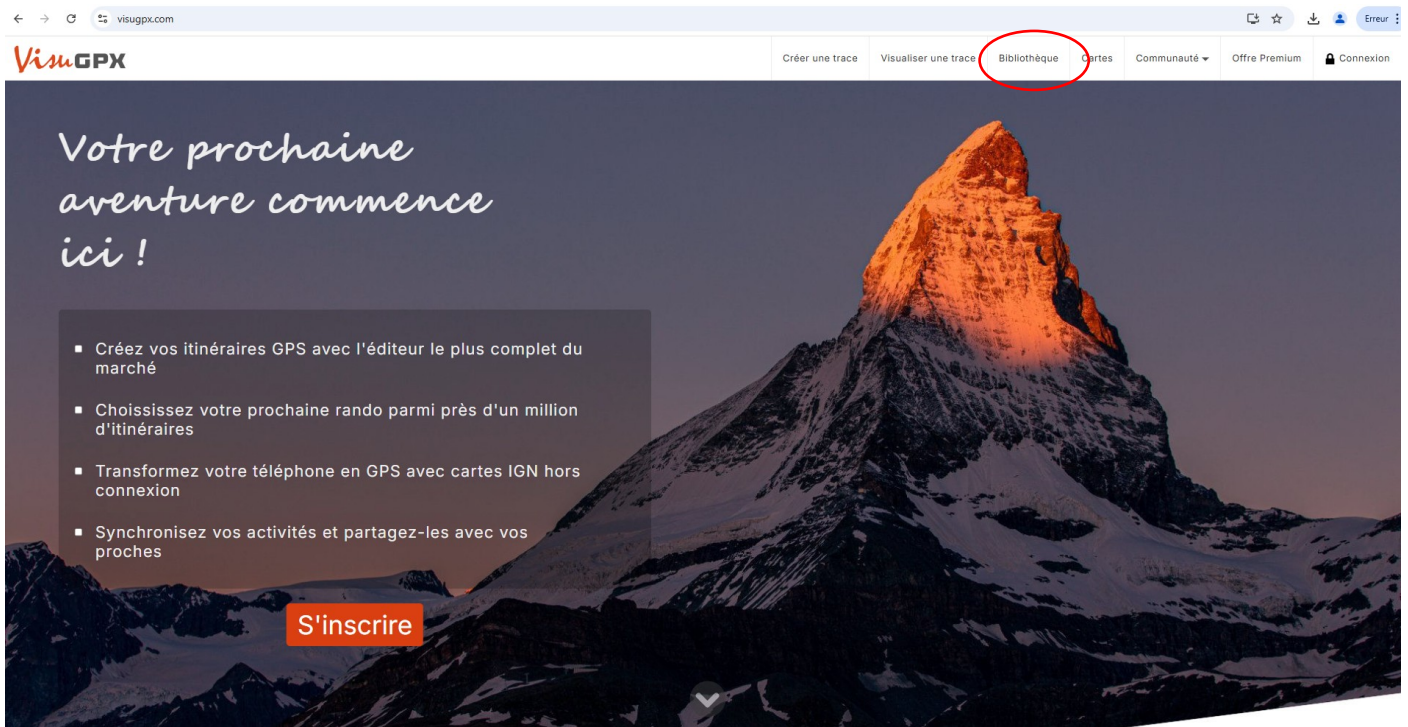 visugpx.com
Erreur
VisuGPX
Créer une trace
Visualiser une trace
Bibliothèque
Cartes
Communauté
Offre Premium
Connexion
Votre prochaine
aventure commence
ici !
Créez vos itinéraires GPS avec l'éditeur le plus complet du
marché
Choississez votre prochaine rando parmi près d'un million
d'itinéraires
Transformez votre téléphone en GPS avec cartes IGN hors
connexion
Synchronisez vos activités et partagez-les avec vos
proches
S'inscrire